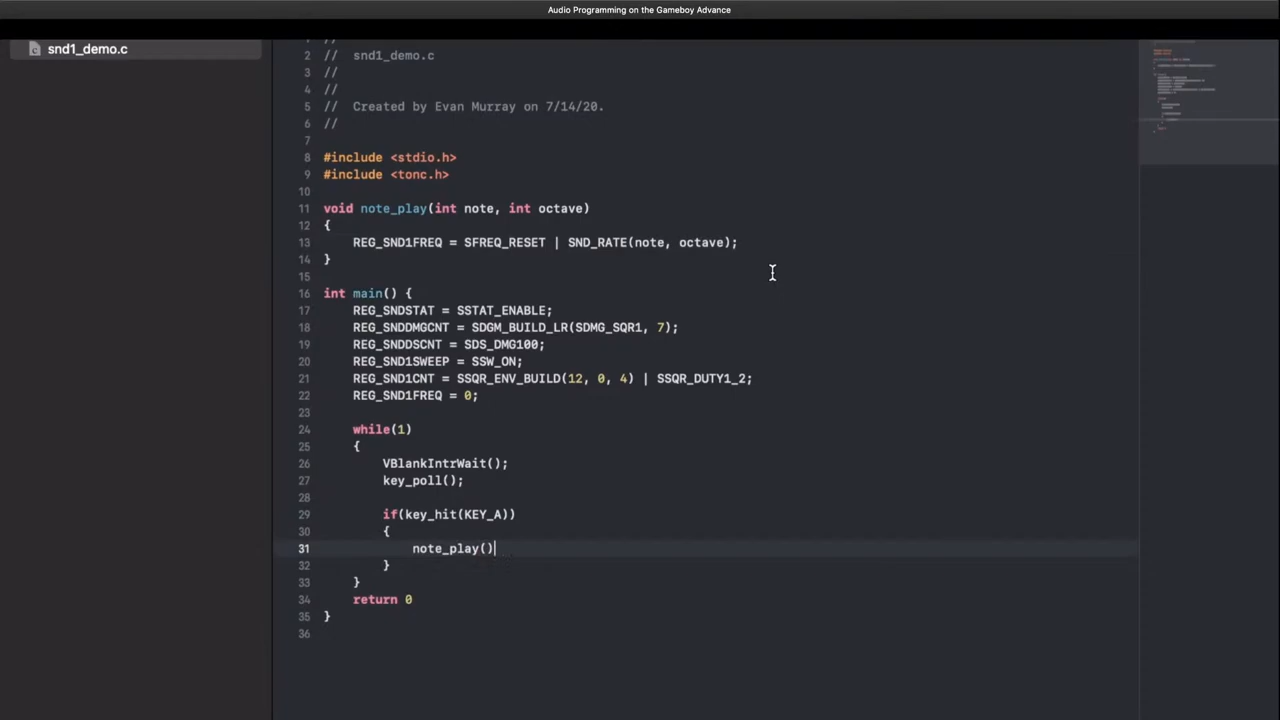 Audio Programming on the Gameboy Advance
snd1_demo.c
2 // snd1_demo.c
3 //
4 //
5 // Created by Evan Murray on 7/14/20.
6 //
7
8 #include <stdio.h>
9 #include <tonc.h>
10
11 void note_play(int note, int octave)
12 {
13 REG_SND1FREQ = SFREQ_RESET | SND_RATE(note, octave);
14 }
15
16 int main() {
17 REG_SNDSTAT = SSTAT_ENABLE;
18 REG_SNDDMGCNT = SDGM_BUILD_LR(SDMG_SQR1, 7);
19 REG_SNDDSCNT = SDS_DMG100;
20 REG_SND1SWEEP = SSW_ON;
21 REG_SND1CNT = SSQR_ENV_BUILD(12, 0, 4) | SSQR_DUTY1_2;
22 REG_SND1FREQ = 0;
23
24 while(1)
25 {
26 VBlankIntrWait();
27 key_poll();
28
29 if(key_hit(KEY_A))
30 {
31 note_play()
32 }
33 }
34 return 0
35 }
36